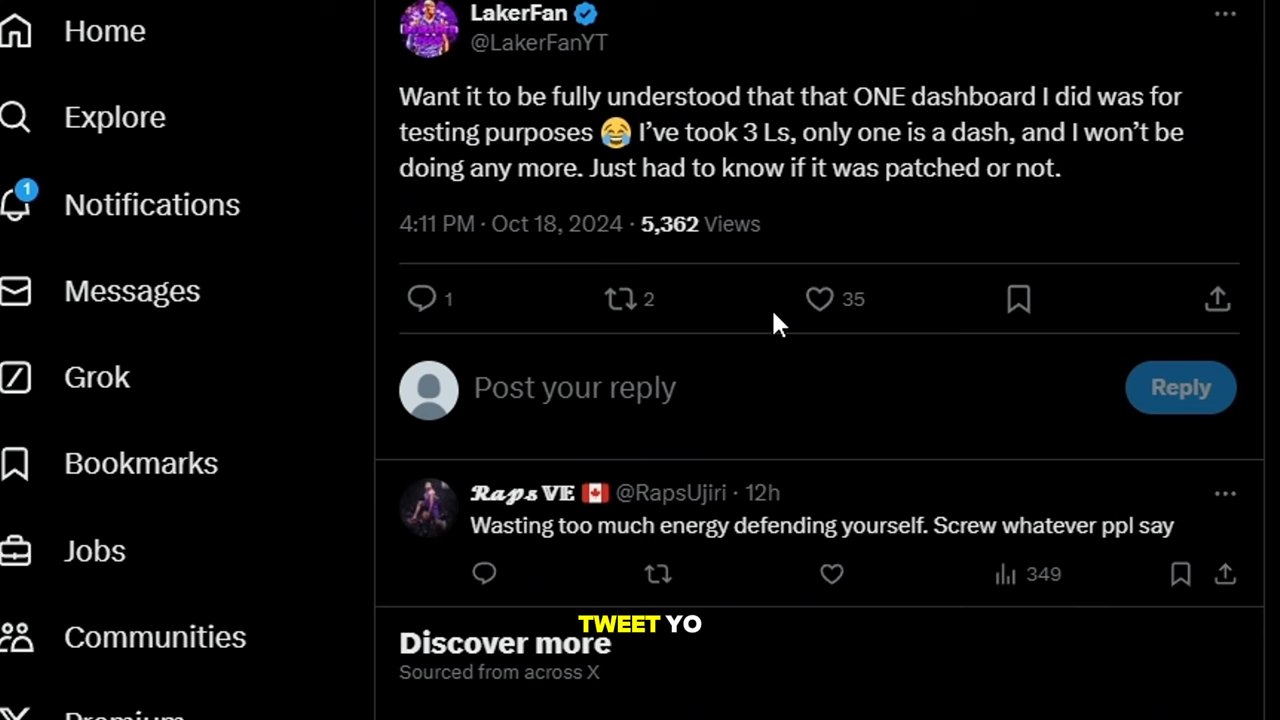 Home
Explore
1
Notifications
Messages
Grok
Bookmarks
Jobs
Communities
Premium
LakerFan
@LakerFanYT
Want it to be fully understood that that ONE dashboard I did was for
testing purposes 😂 I’ve took 3 Ls, only one is a dash, and I won’t be
doing any more. Just had to know if it was patched or not.
4:11 PM · Oct 18, 2024 · 5,362 Views
1 2 35
Post your reply
Reply
𝓡𝓪𝓹𝓼 𝕍𝔼 🇨🇦 @RapsUjiri · 12h
Wasting too much energy defending yourself. Screw whatever ppl say
349
TWEET YO
Discover more
Sourced from across X